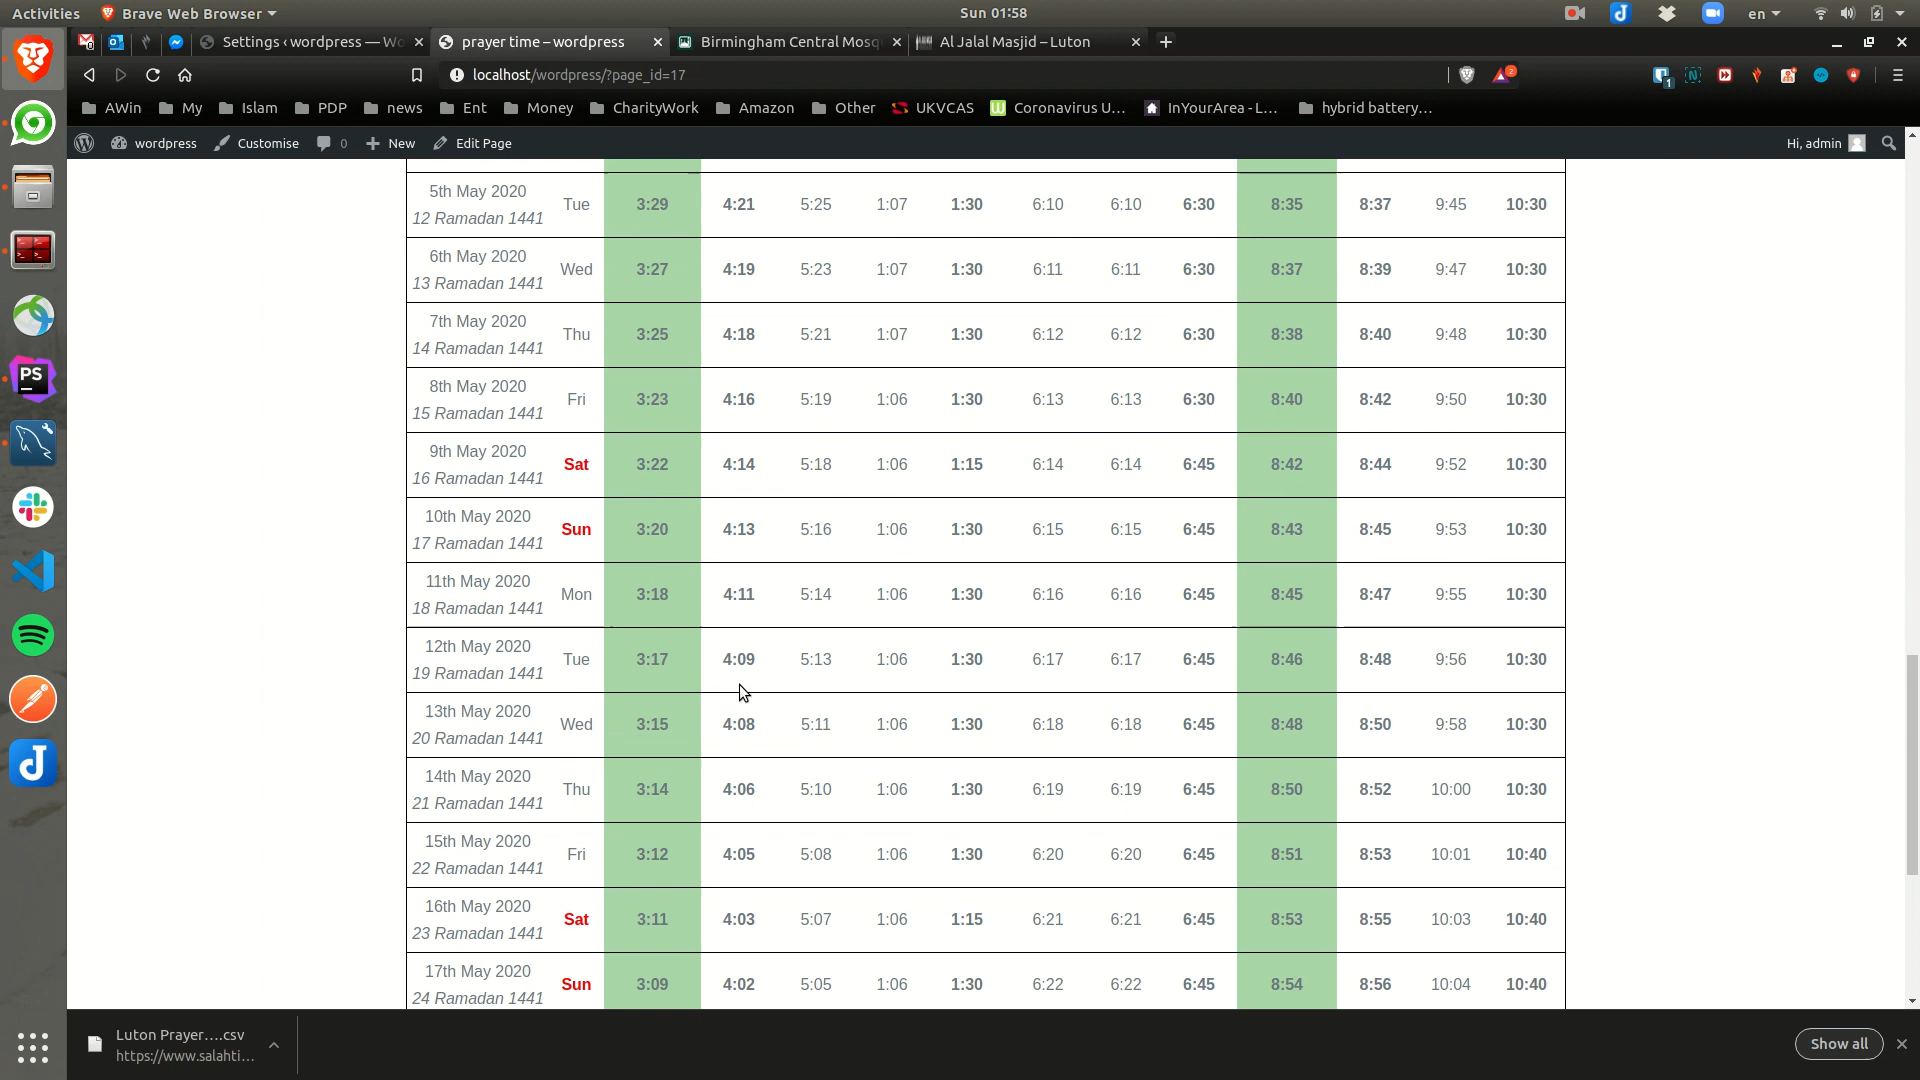 Activities Brave Web Browser Sun 01:58 en
Settings ‹ wordpress — Wo prayer time – wordpress Birmingham Central Mosq Al Jalal Masjid – Luton
localhost/wordpress/?page_id=17 2 1
AWin My Islam PDP news Ent Money CharityWork Amazon Other UKVCAS Coronavirus U... InYourArea - L... hybrid battery...
wordpress Customise 0 New Edit Page Hi, admin
5th May 2020
12 Ramadan 1441 Tue 3:29 4:21 5:25 1:07 1:30 6:10 6:10 6:30 8:35 8:37 9:45 10:30
6th May 2020
13 Ramadan 1441 Wed 3:27 4:19 5:23 1:07 1:30 6:11 6:11 6:30 8:37 8:39 9:47 10:30
7th May 2020
14 Ramadan 1441 Thu 3:25 4:18 5:21 1:07 1:30 6:12 6:12 6:30 8:38 8:40 9:48 10:30
8th May 2020
15 Ramadan 1441 Fri 3:23 4:16 5:19 1:06 1:30 6:13 6:13 6:30 8:40 8:42 9:50 10:30
9th May 2020
16 Ramadan 1441 Sat 3:22 4:14 5:18 1:06 1:15 6:14 6:14 6:45 8:42 8:44 9:52 10:30
10th May 2020
17 Ramadan 1441 Sun 3:20 4:13 5:16 1:06 1:30 6:15 6:15 6:45 8:43 8:45 9:53 10:30
11th May 2020
18 Ramadan 1441 Mon 3:18 4:11 5:14 1:06 1:30 6:16 6:16 6:45 8:45 8:47 9:55 10:30
12th May 2020
19 Ramadan 1441 Tue 3:17 4:09 5:13 1:06 1:30 6:17 6:17 6:45 8:46 8:48 9:56 10:30
13th May 2020
20 Ramadan 1441 Wed 3:15 4:08 5:11 1:06 1:30 6:18 6:18 6:45 8:48 8:50 9:58 10:30
14th May 2020
21 Ramadan 1441 Thu 3:14 4:06 5:10 1:06 1:30 6:19 6:19 6:45 8:50 8:52 10:00 10:30
15th May 2020
22 Ramadan 1441 Fri 3:12 4:05 5:08 1:06 1:30 6:20 6:20 6:45 8:51 8:53 10:01 10:40
16th May 2020
23 Ramadan 1441 Sat 3:11 4:03 5:07 1:06 1:15 6:21 6:21 6:45 8:53 8:55 10:03 10:40
17th May 2020
24 Ramadan 1441 Sun 3:09 4:02 5:05 1:06 1:30 6:22 6:22 6:45 8:54 8:56 10:04 10:40
PS
Luton Prayer....csv
https://www.salahti...
Show all